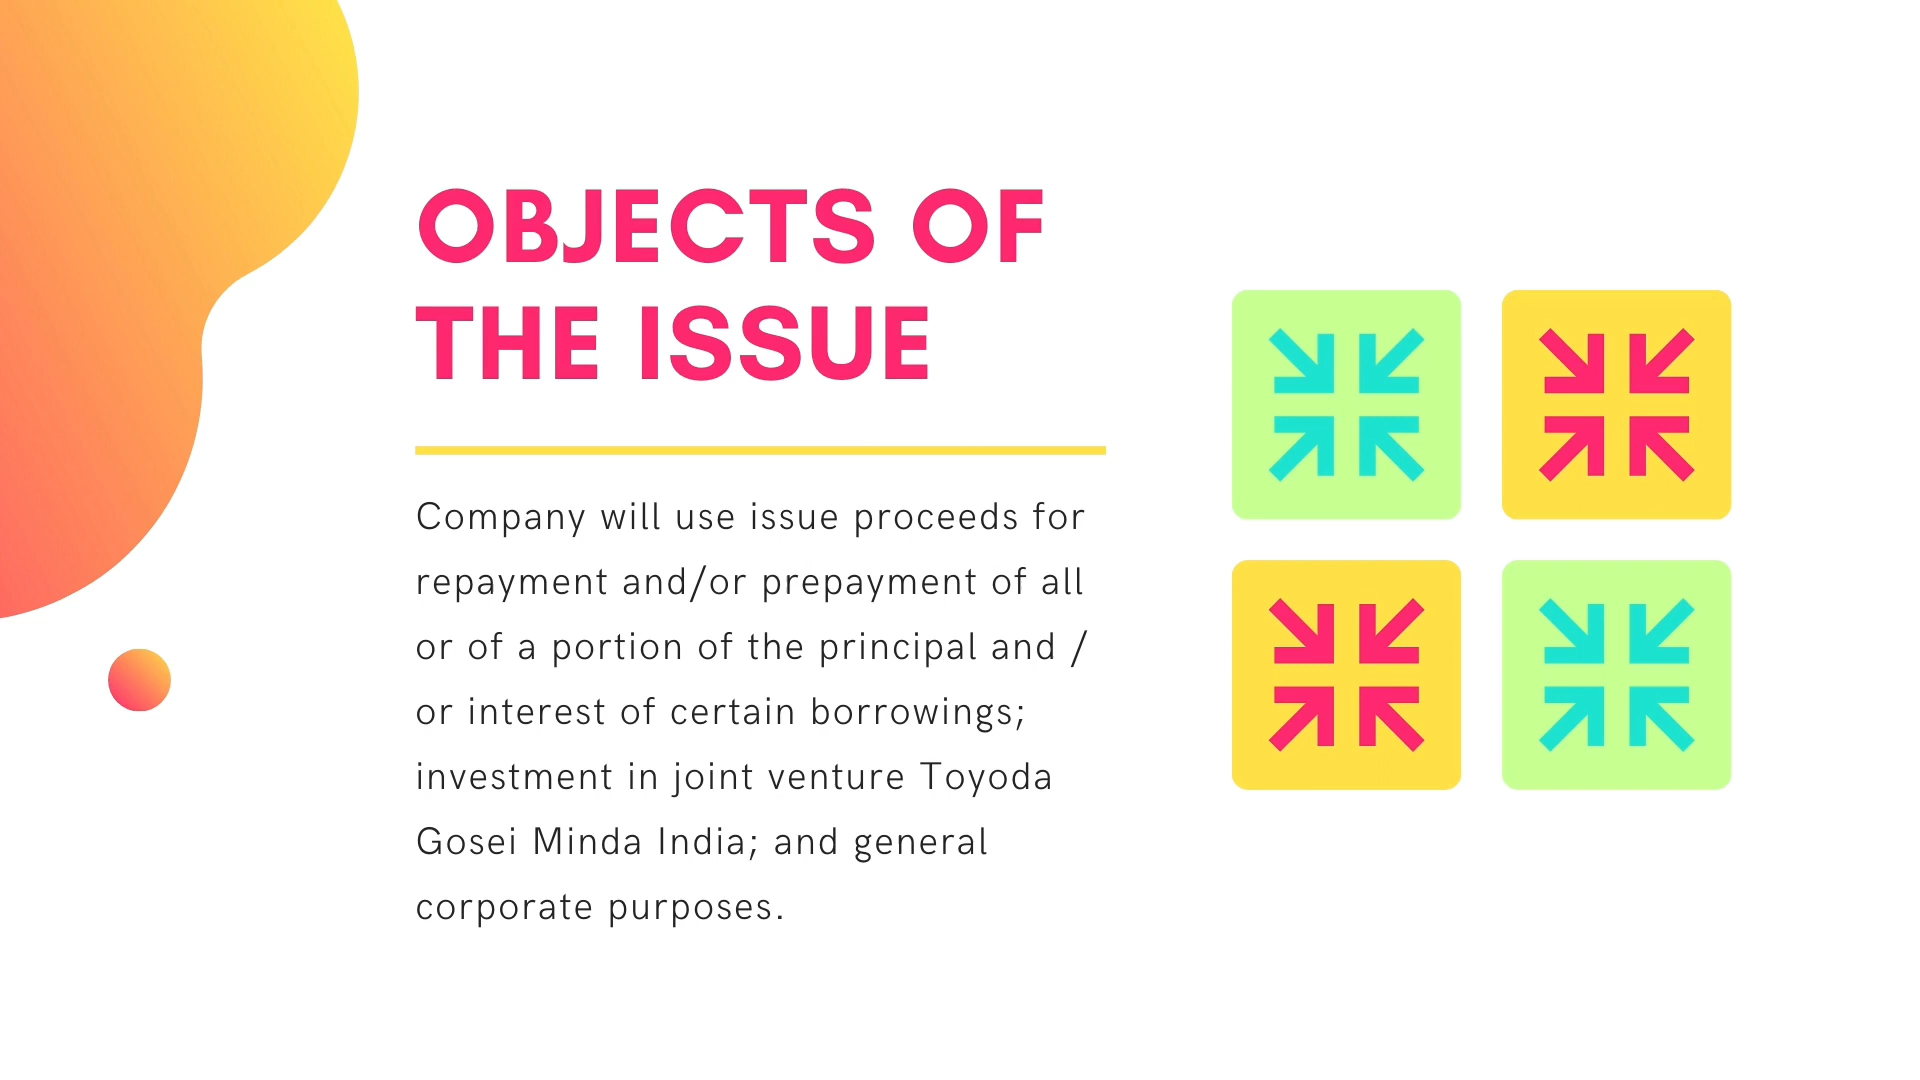 OBJECTS OF
THE ISSUE
Company will use issue proceeds for
repayment and/or prepayment of all
or of a portion of the principal and /
or interest of certain borrowings;
investment in joint venture Toyoda
Gosei Minda India; and general
corporate purposes.